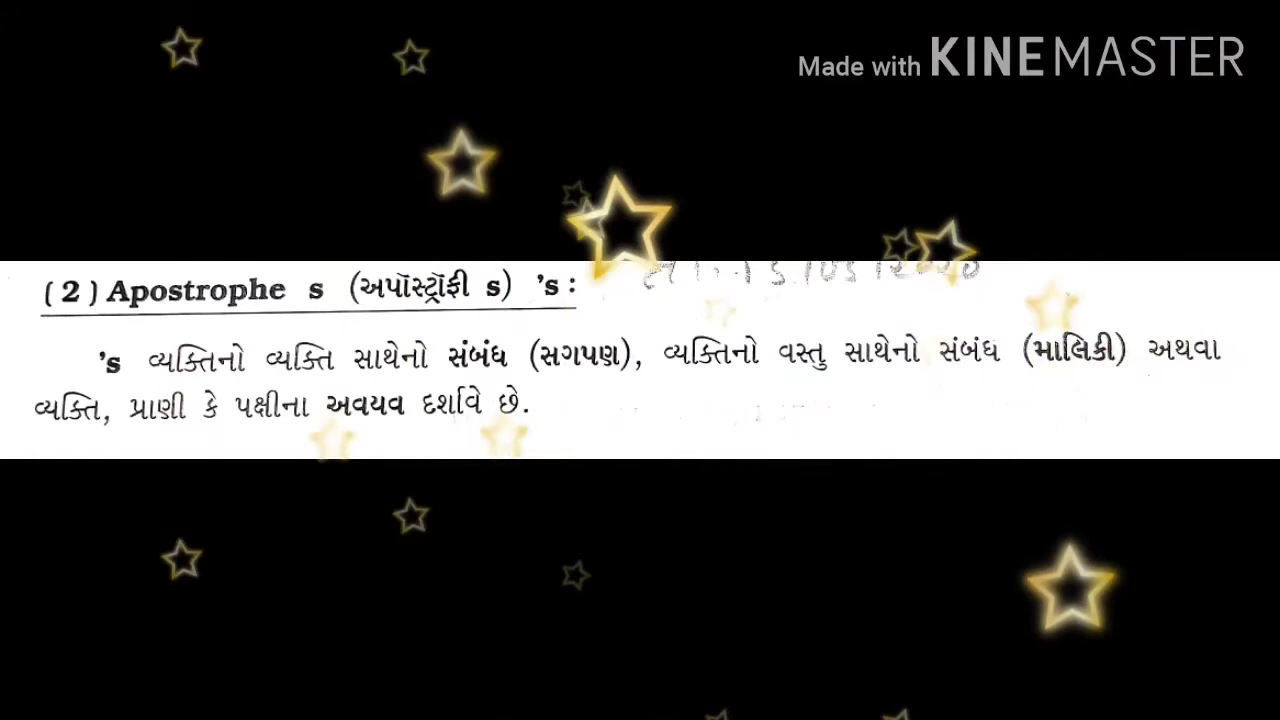 Made with KINEMASTER
( 2 ) Apostrophe s (અપૉસ્ટ્રૉફી s) ’s :
’s વ્યક્તિનો વ્યક્તિ સાથેનો સંબંધ (સગપણ), વ્યક્તિનો વસ્તુ સાથેનો સંબંધ (માલિકી) અથવા
વ્યક્તિ, પ્રાણી કે પક્ષીના અવયવ દર્શાવે છે.